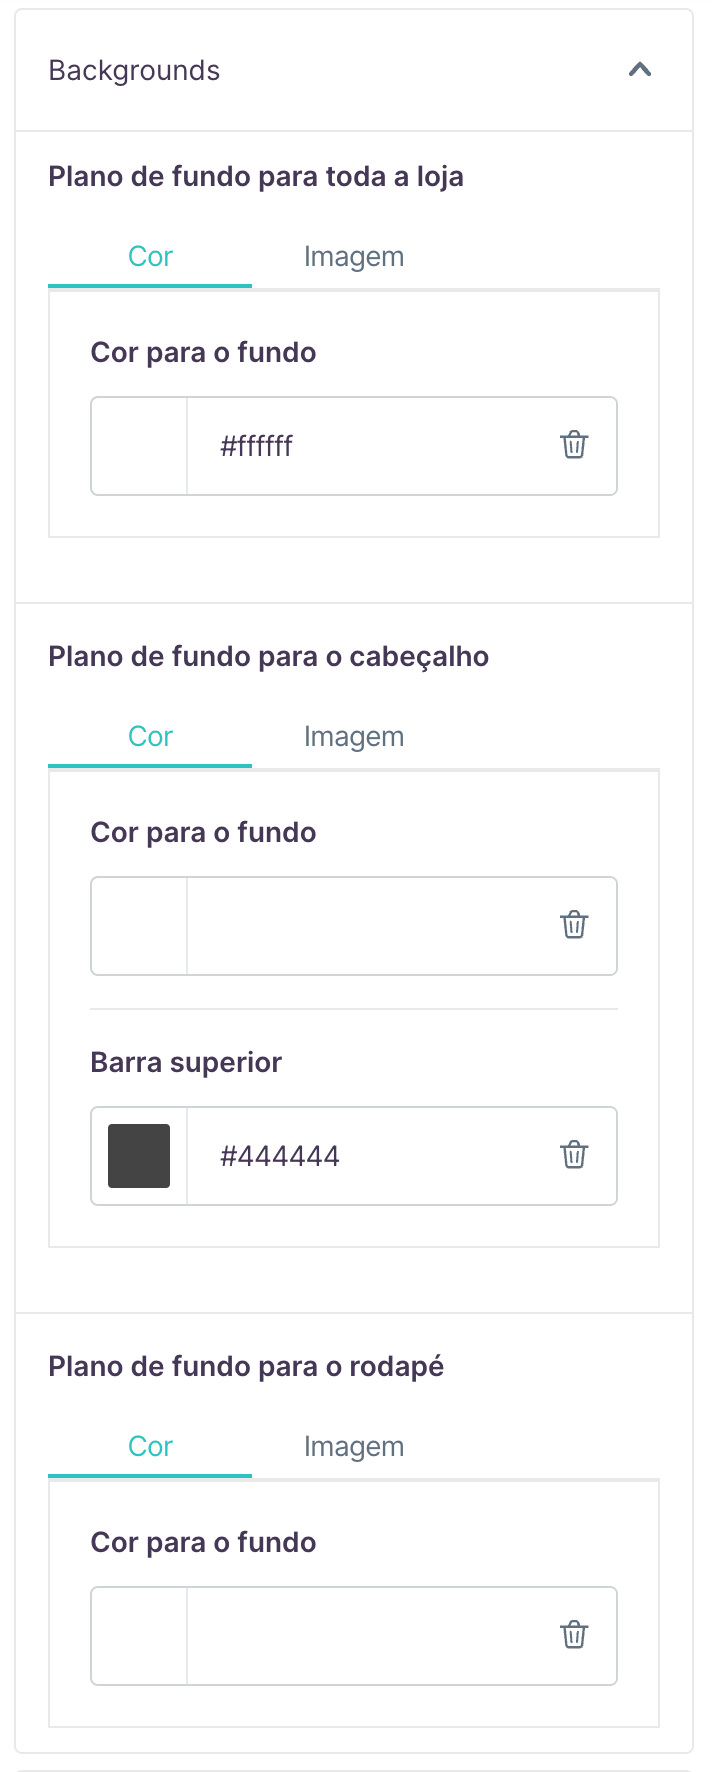 Backgrounds
Plano de fundo para toda a loja
Cor Imagem
Cor para o fundo
#ffffff
Plano de fundo para o cabeçalho
Cor Imagem
Cor para o fundo
Barra superior
#444444
Plano de fundo para o rodapé
Cor Imagem
Cor para o fundo